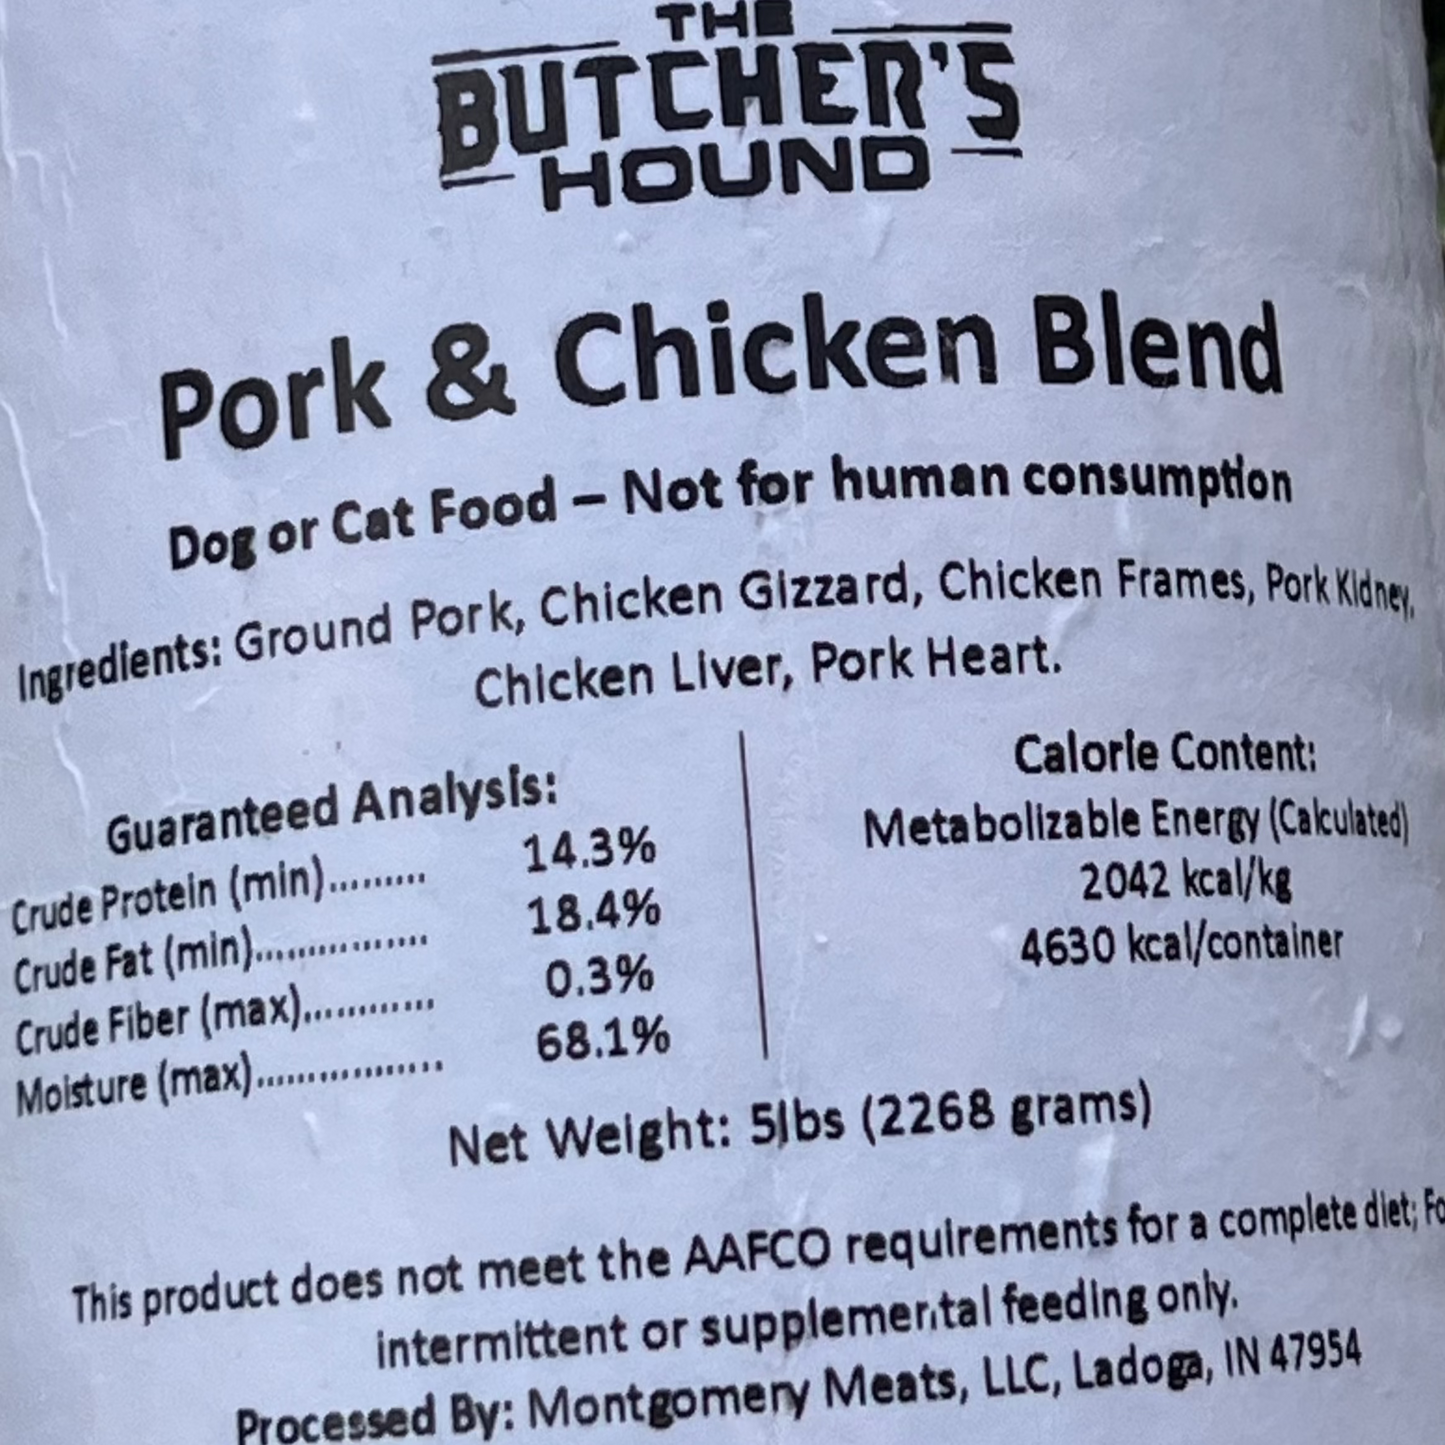 THE
BUTCHER'S
HOUND
Pork & Chicken Blend
Dog or Cat Food – Not for human consumption
Ingredients: Ground Pork, Chicken Gizzard, Chicken Frames, Pork Kidney,
Chicken Liver, Pork Heart.
Guaranteed Analysis:
Crude Protein (min)......... 14.3%
Crude Fat (min)................. 18.4%
Crude Fiber (max)............. 0.3%
Moisture (max).................. 68.1%
Calorie Content:
Metabolizable Energy (Calculated)
2042 kcal/kg
4630 kcal/container
Net Weight: 5lbs (2268 grams)
This product does not meet the AAFCO requirements for a complete diet; Fo
intermittent or supplemental feeding only.
Processed By: Montgomery Meats, LLC, Ladoga, IN 47954